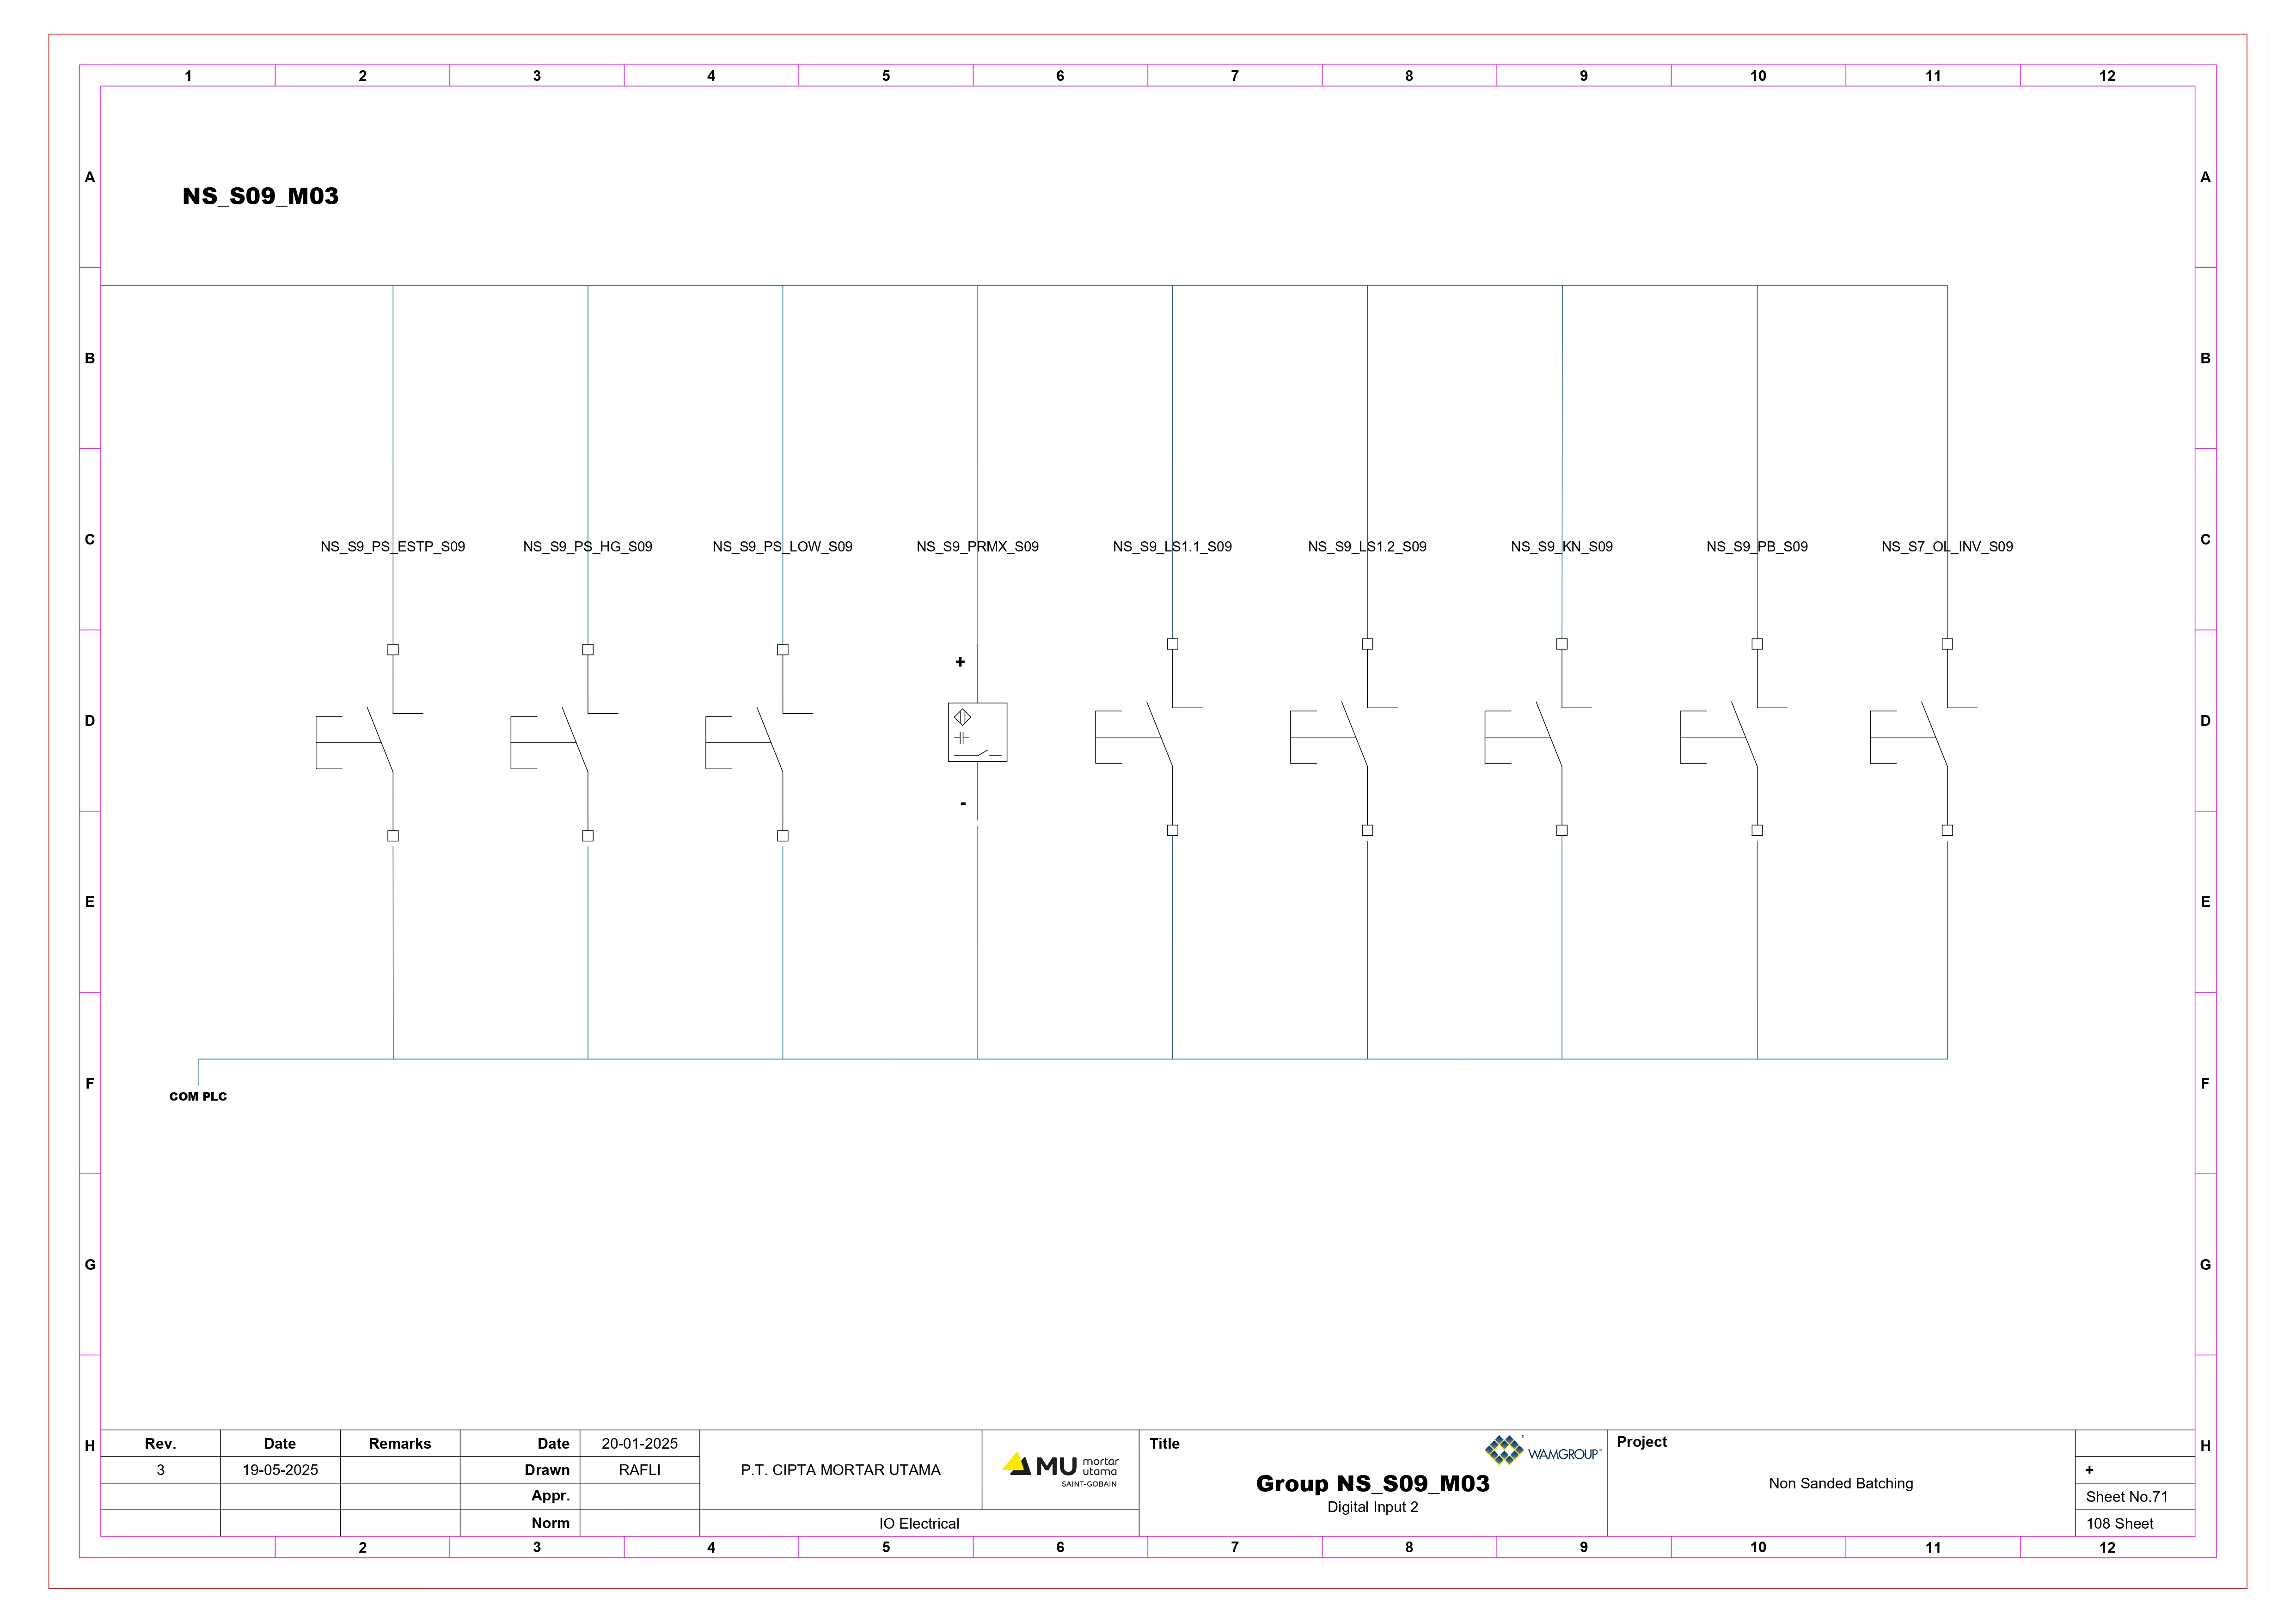 1 2 3 4 5 6 7 8 9 10 11 12
A A
NS_S09_M03
B B
C C
NS_S9_PS_ESTP_S09 NS_S9_PS_HG_S09 NS_S9_PS_LOW_S09 NS_S9_PRMX_S09 NS_S9_LS1.1_S09 NS_S9_LS1.2_S09 NS_S9_KN_S09 NS_S9_PB_S09 NS_S7_OL_INV_S09
+
D D
-
E E
F F
COM PLC
G G
H H
Rev. Date Remarks Date 20-01-2025
3 19-05-2025 Drawn RAFLI
Appr.
Norm
P.T. CIPTA MORTAR UTAMA
MU mortar
utama
SAINT-GOBAIN
IO Electrical
Title
WAMGROUP
Group NS_S09_M03
Digital Input 2
Project
Non Sanded Batching
+
Sheet No.71
108 Sheet
2 3 4 5 6 7 8 9 10 11 12